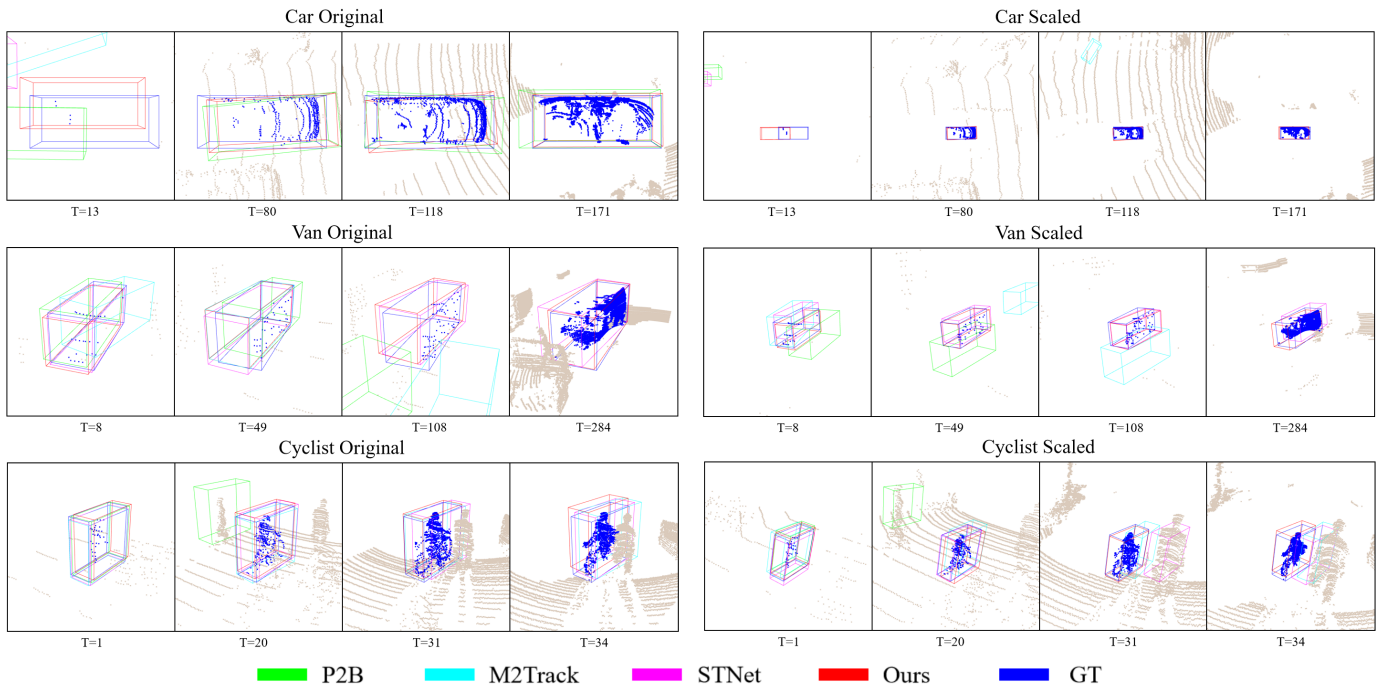 Car Original
Car Scaled
T=13
T=80
T=118
T=171
T=13
T=80
T=118
T=171
Van Original
Van Scaled
T=8
T=49
T=108
T=284
T=8
T=49
T=108
T=284
Cyclist Original
Cyclist Scaled
T=1
T=20
T=31
T=34
T=1
T=20
T=31
T=34
P2B
M2Track
STNet
Ours
GT